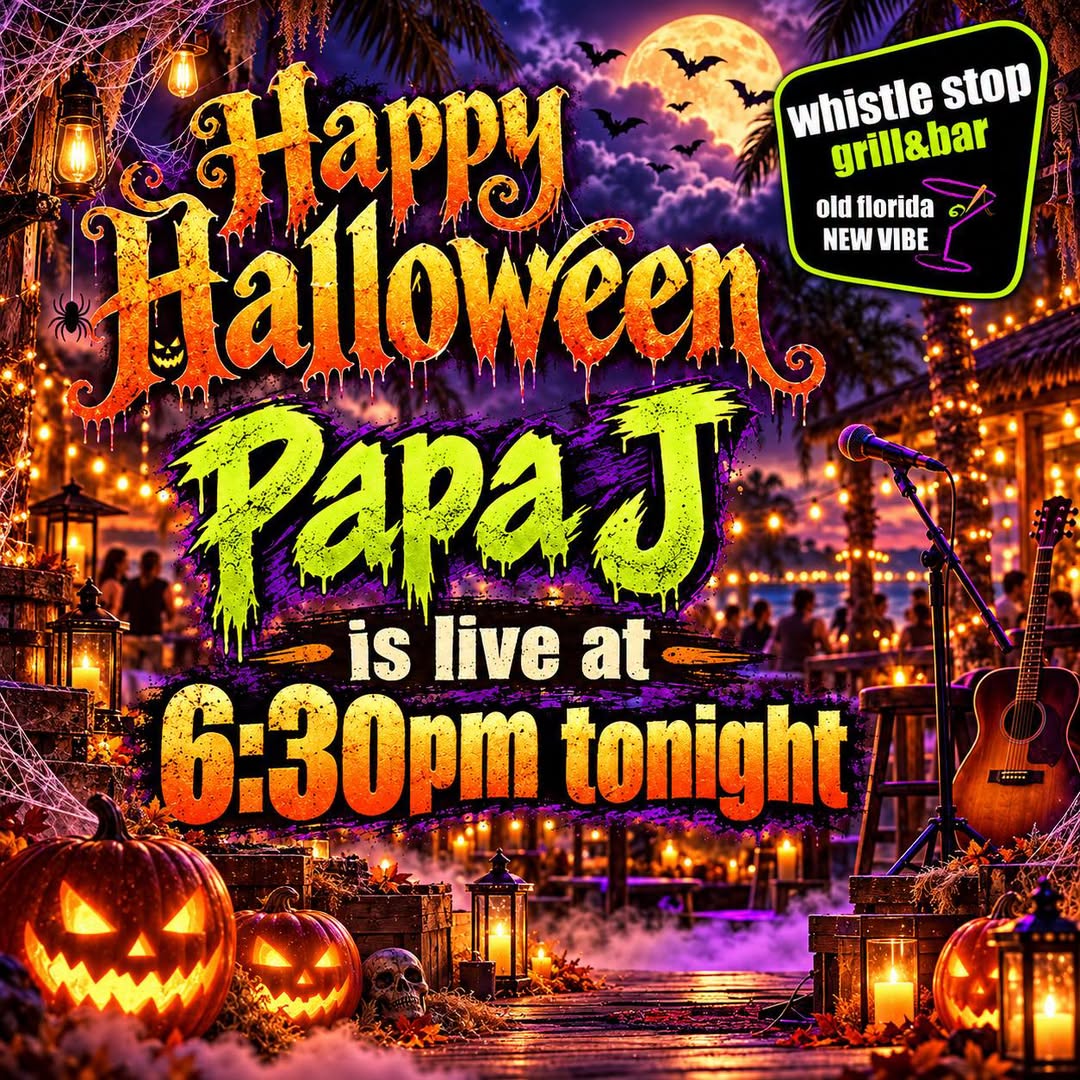 Happy
Halloween
Papa J
is live at
6:30pm tonight
whistle stop
grill&bar
old florida
NEW VIBE